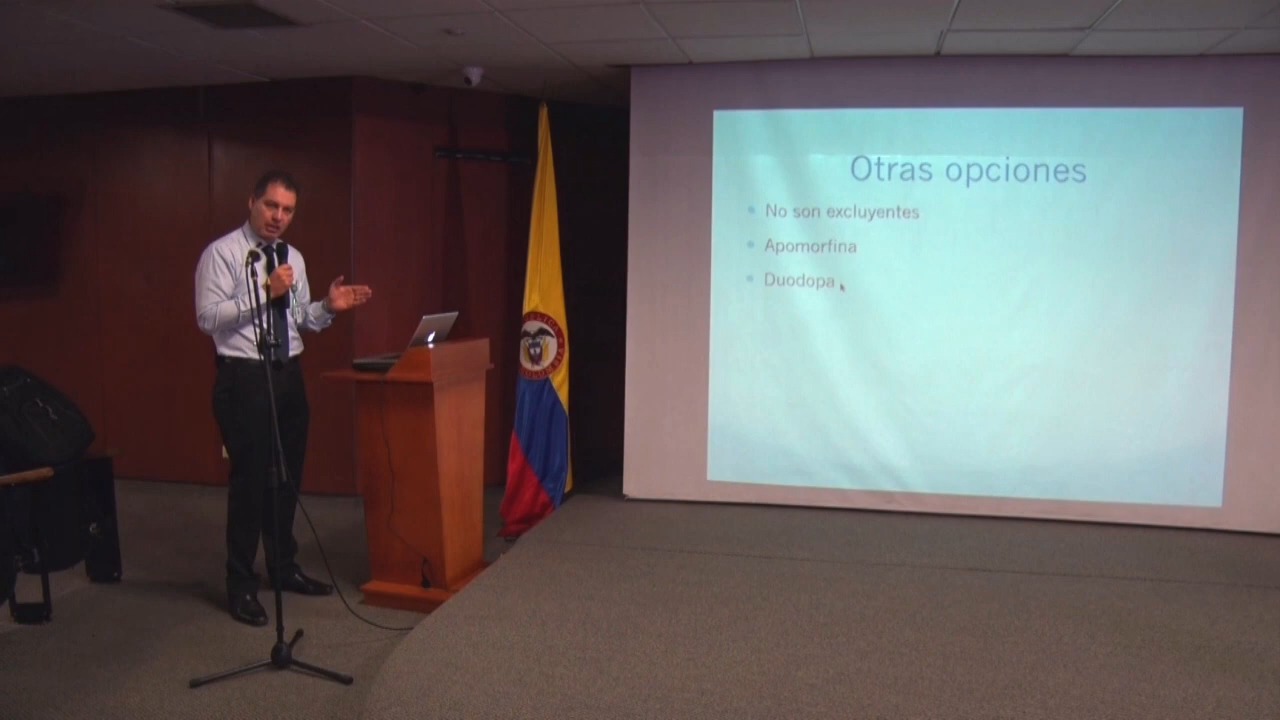 Otras opciones
No son excluyentes
Apomorfina
Duodopa